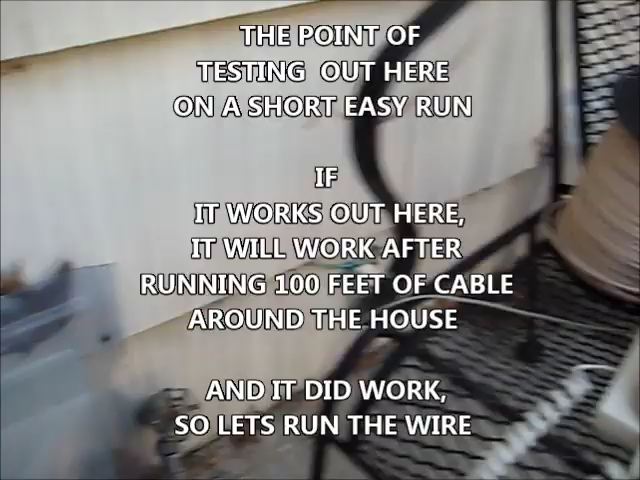 THE POINT OF
TESTING OUT HERE
ON A SHORT EASY RUN
IF
IT WORKS OUT HERE,
IT WILL WORK AFTER
RUNNING 100 FEET OF CABLE
AROUND THE HOUSE
AND IT DID WORK,
SO LETS RUN THE WIRE